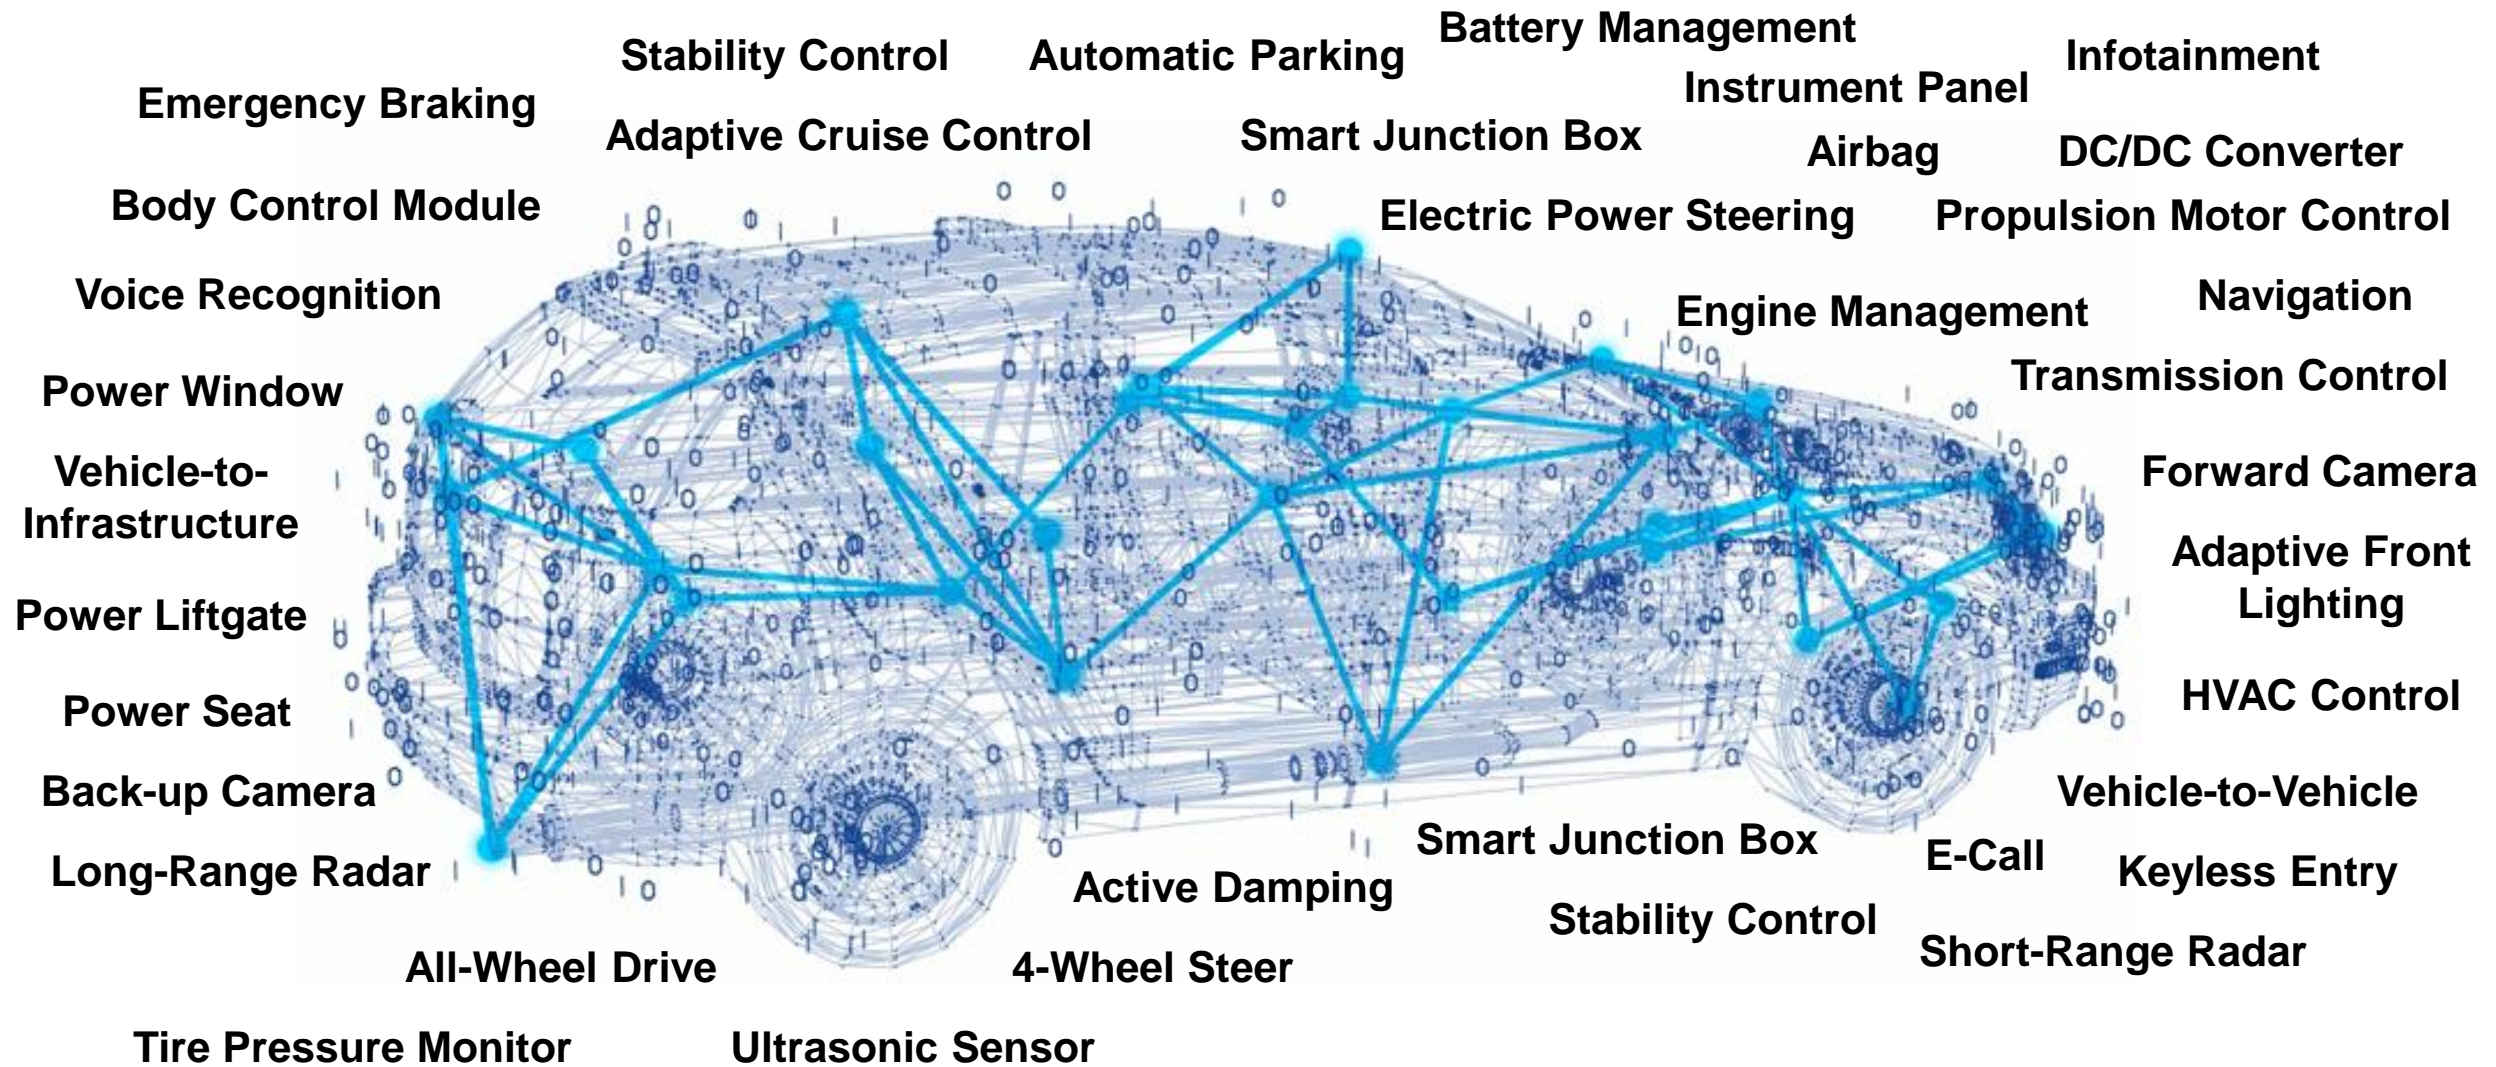 Battery Management
Stability Control
Automatic Parking
Infotainment
Instrument Panel
Emergency Braking
Adaptive Cruise Control
Smart Junction Box
Airbag
DC/DC Converter
Body Control Module
Electric Power Steering
Propulsion Motor Control
Voice Recognition
Engine Management
Navigation
Power Window
Transmission Control
Vehicle-to-
Infrastructure
Forward Camera
Adaptive Front
Lighting
Power Liftgate
HVAC Control
Power Seat
Back-up Camera
Vehicle-to-Vehicle
Long-Range Radar
Smart Junction Box
E-Call
Keyless Entry
Active Damping
Stability Control
Short-Range Radar
All-Wheel Drive
4-Wheel Steer
Tire Pressure Monitor
Ultrasonic Sensor